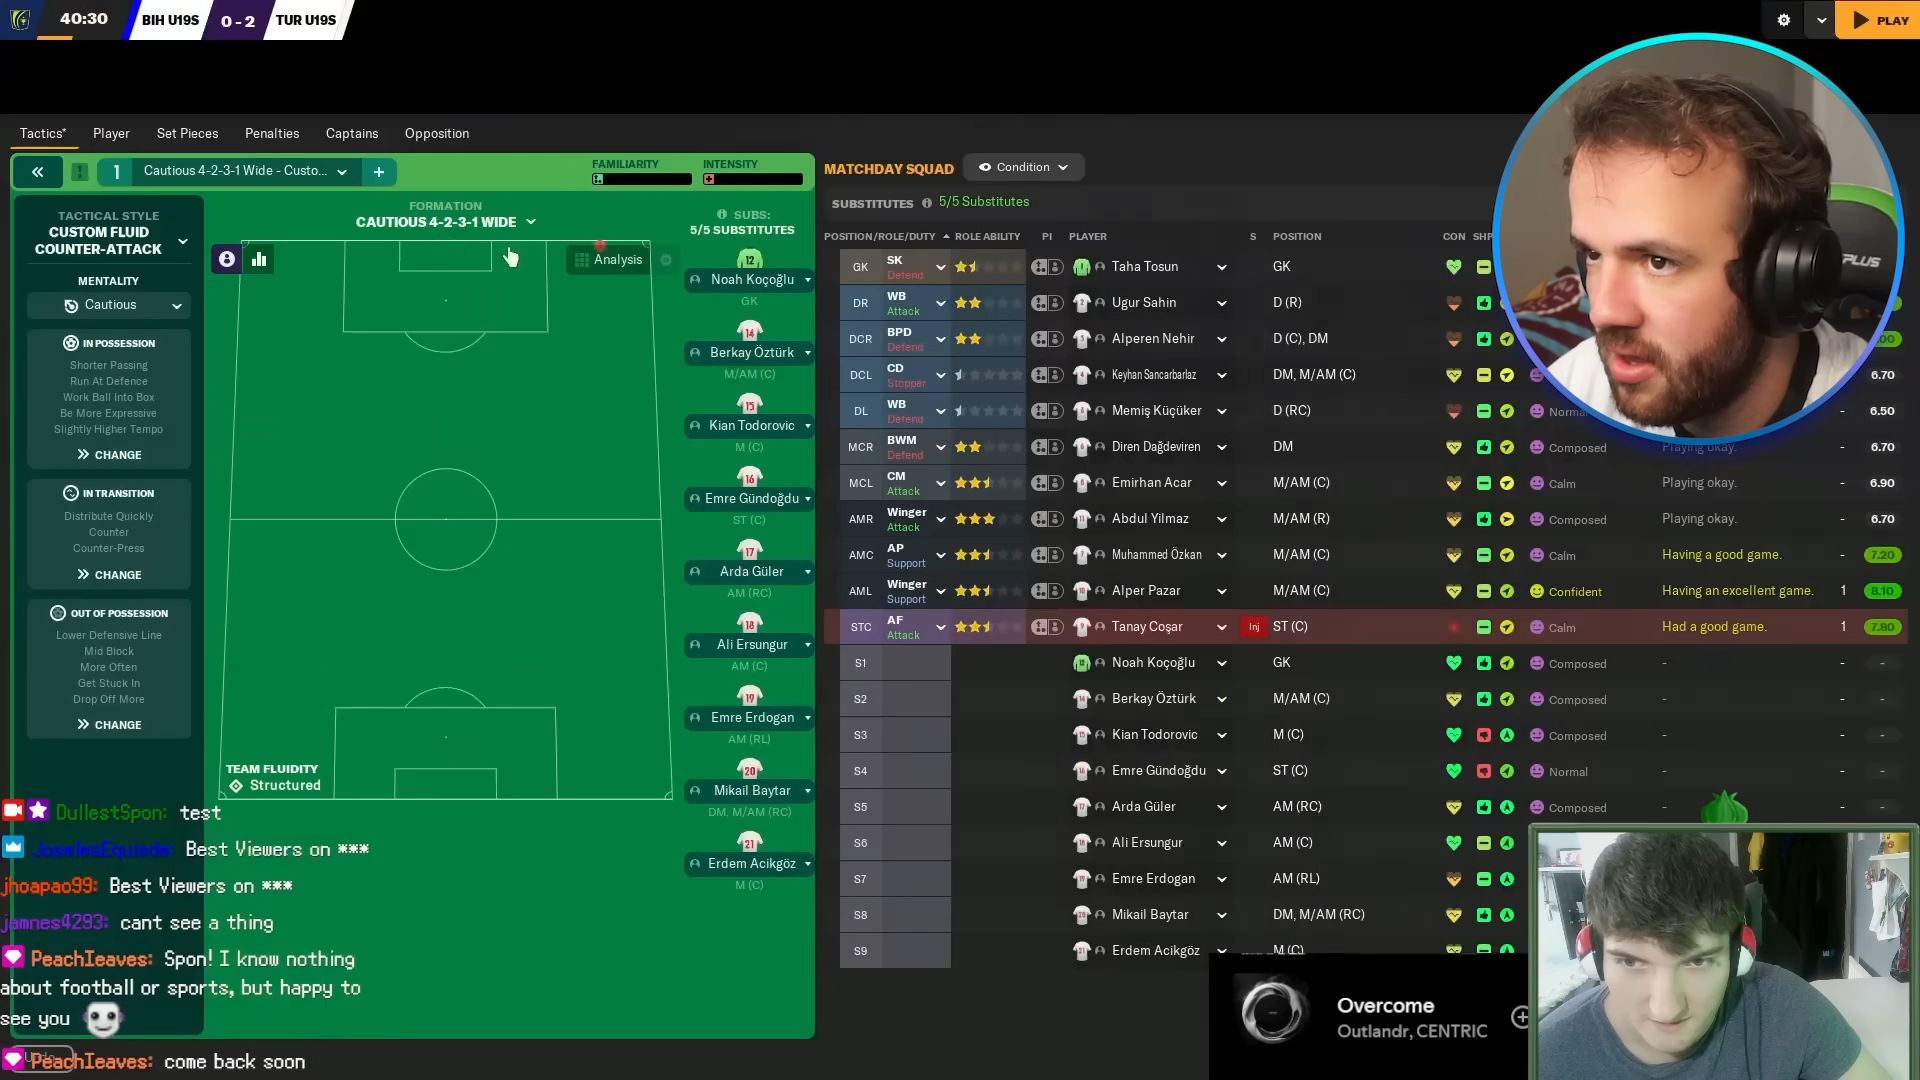 40:30 BIH U19S 0 - 2 TUR U19S
PLAY
Tactics* Player Set Pieces Penalties Captains Opposition
1 Cautious 4-2-3-1 Wide - Custo... +
FAMILIARITY
INTENSITY
TACTICAL STYLE
CUSTOM FLUID
COUNTER-ATTACK
MENTALITY
Cautious
IN POSSESSION
Shorter Passing
Run At Defence
Work Ball Into Box
Be More Expressive
Slightly Higher Tempo
CHANGE
IN TRANSITION
Distribute Quickly
Counter
Counter-Press
CHANGE
OUT OF POSSESSION
Lower Defensive Line
Mid Block
More Often
Get Stuck In
Drop Off More
CHANGE
FORMATION
CAUTIOUS 4-2-3-1 WIDE
Analysis
TEAM FLUIDITY
Structured
SUBS:
5/5 SUBSTITUTES
12
Noah Koçoğlu
GK
14
Berkay Öztürk
M/AM (C)
15
Kian Todorovic
M (C)
16
Emre Gündoğdu
ST (C)
17
Arda Güler
AM (RC)
18
Ali Ersungur
AM (C)
19
Emre Erdogan
AM (RL)
20
Mikail Baytar
DM, M/AM (RC)
21
Erdem Acikgöz
M (C)
MATCHDAY SQUAD Condition
SUBSTITUTES 5/5 Substitutes
POSITION/ROLE/DUTY ROLE ABILITY PI PLAYER S POSITION CON SHP
GK SK Defend Taha Tosun GK
DR WB Attack Ugur Sahin D (R)
DCR BPD Defend Alperen Nehir D (C), DM
DCL CD Stopper Keyhan Sancarbarlaz DM, M/AM (C) 6.70
DL WB Defend Memiş Küçüker D (RC) Normal - 6.50
MCR BWM Defend Diren Dağdeviren DM Composed Playing okay. - 6.70
MCL CM Attack Emirhan Acar M/AM (C) Calm Playing okay. - 6.90
AMR Winger Attack Abdul Yilmaz M/AM (R) Composed Playing okay. - 6.70
AMC AP Support Muhammed Özkan M/AM (C) Calm Having a good game. - 7.20
AML Winger Support Alper Pazar M/AM (C) Confident Having an excellent game. 1 8.10
STC AF Attack Tanay Coşar Inj ST (C) Calm Had a good game. 1 7.80
S1 Noah Koçoğlu GK Composed - - -
S2 Berkay Öztürk M/AM (C) Composed - - -
S3 Kian Todorovic M (C) Composed - - -
S4 Emre Gündoğdu ST (C) Normal - - -
S5 Arda Güler AM (RC) Composed - - -
S6 Ali Ersungur AM (C)
S7 Emre Erdogan AM (RL)
S8 Mikail Baytar DM, M/AM (RC)
S9 Erdem Acikgöz M (C)
DullestSpon: test
JoselesEquisde: Best Viewers on ***
jhoapao99: Best Viewers on ***
jamnes4293: cant see a thing
PeachIeaves: Spon! I know nothing
about football or sports, but happy to
see you
PeachIeaves: come back soon
Overcome
Outlandr, CENTRIC